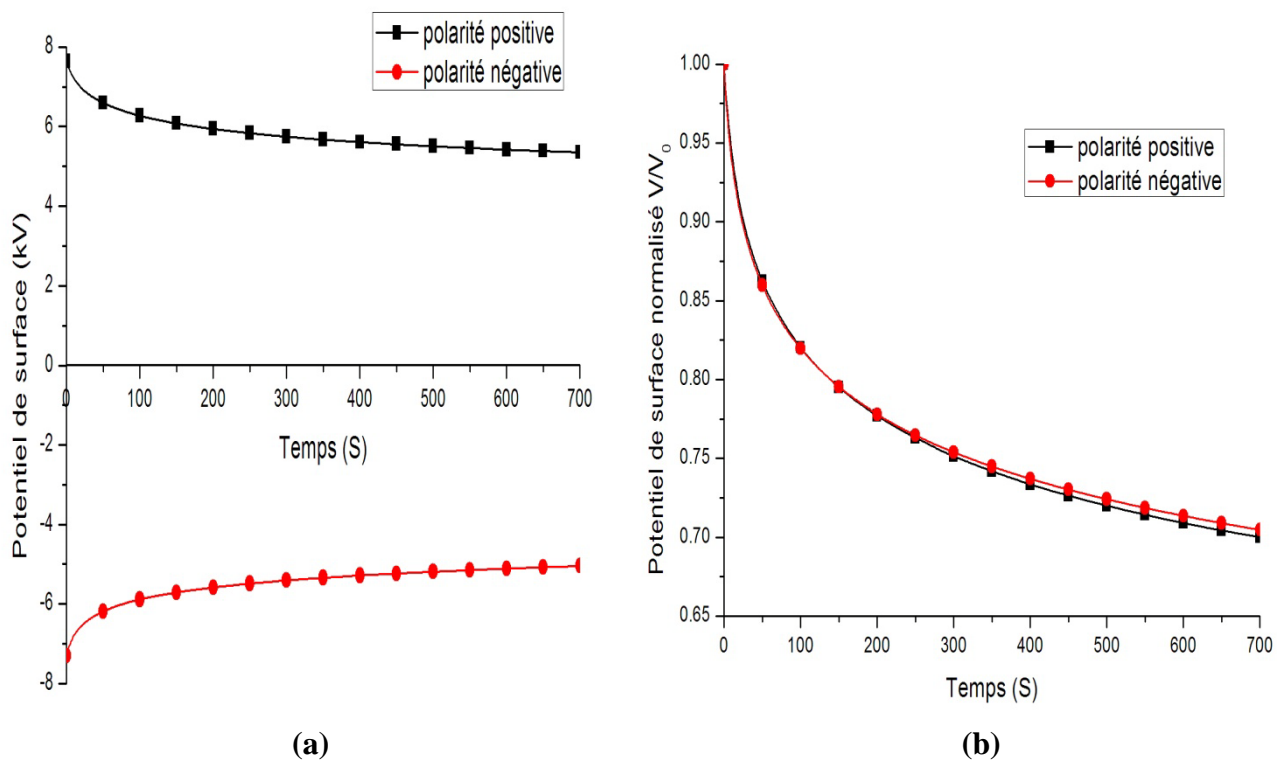 polarité positive
polarité négative
8
6
4
2
0
-2
-4
-6
-8
0 100 200 300 400 500 600 700
Temps (S)
Potentiel de surface (kV)
(a)
polarité positive
polarité négative
1.00
0.95
0.90
0.85
0.80
0.75
0.70
0.65
0 100 200 300 400 500 600 700
Temps (S)
Potentiel de surface normalisé V/V₀
(b)